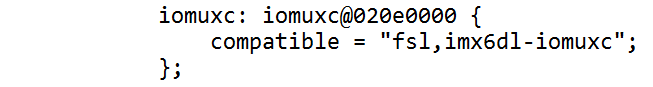 iomuxc: iomuxc@020e0000 {
    compatible = "fsl,imx6dl-iomuxc";
};